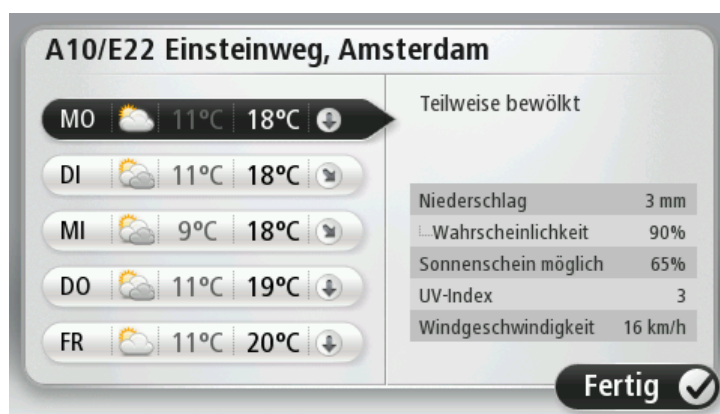 A10/E22 Einsteinweg, Amsterdam
MO 11°C 18°C
DI 11°C 18°C
MI 9°C 18°C
DO 11°C 19°C
FR 11°C 20°C
Teilweise bewölkt
Niederschlag 3 mm
Wahrscheinlichkeit 90%
Sonnenschein möglich 65%
UV-Index 3
Windgeschwindigkeit 16 km/h
Fertig